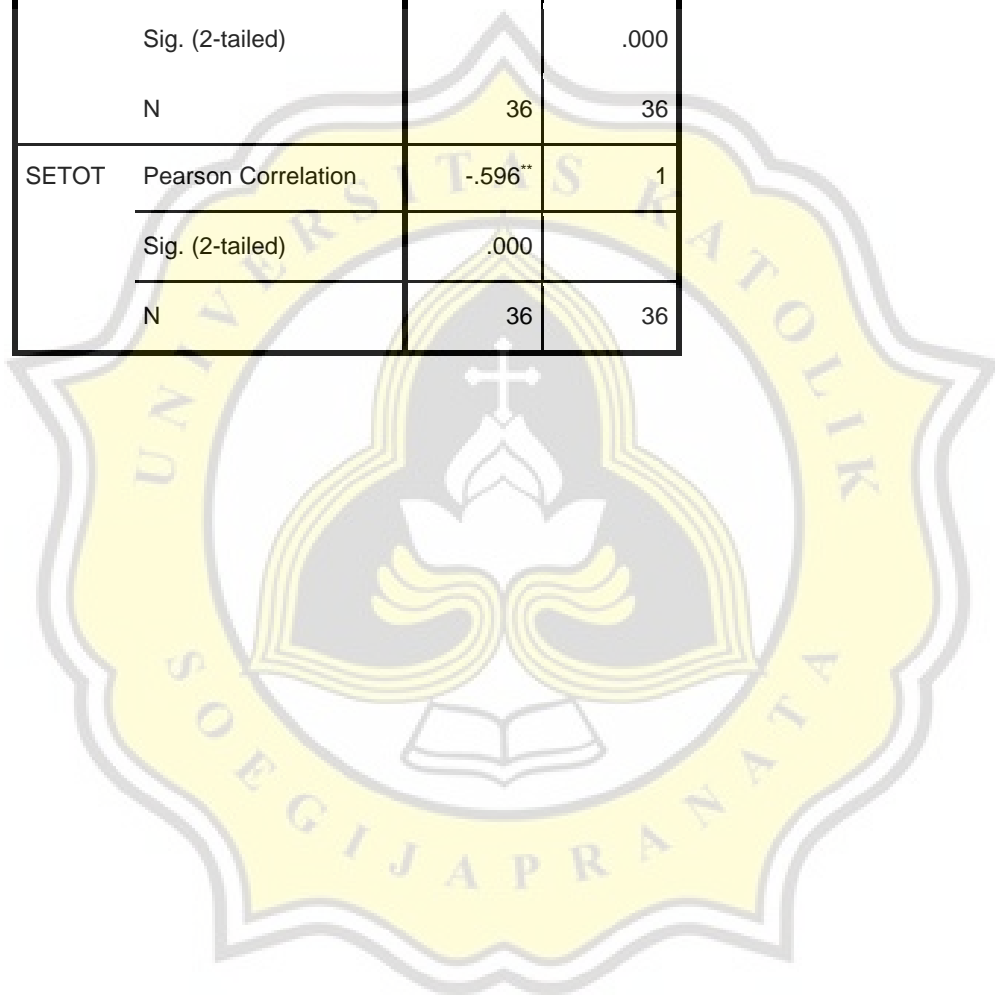 Sig. (2-tailed) .000
N 36 36
SETOT Pearson Correlation -.596** 1
Sig. (2-tailed) .000
N 36 36
UNIVERSITAS KATOLIK
SOEGIJAPRANATA